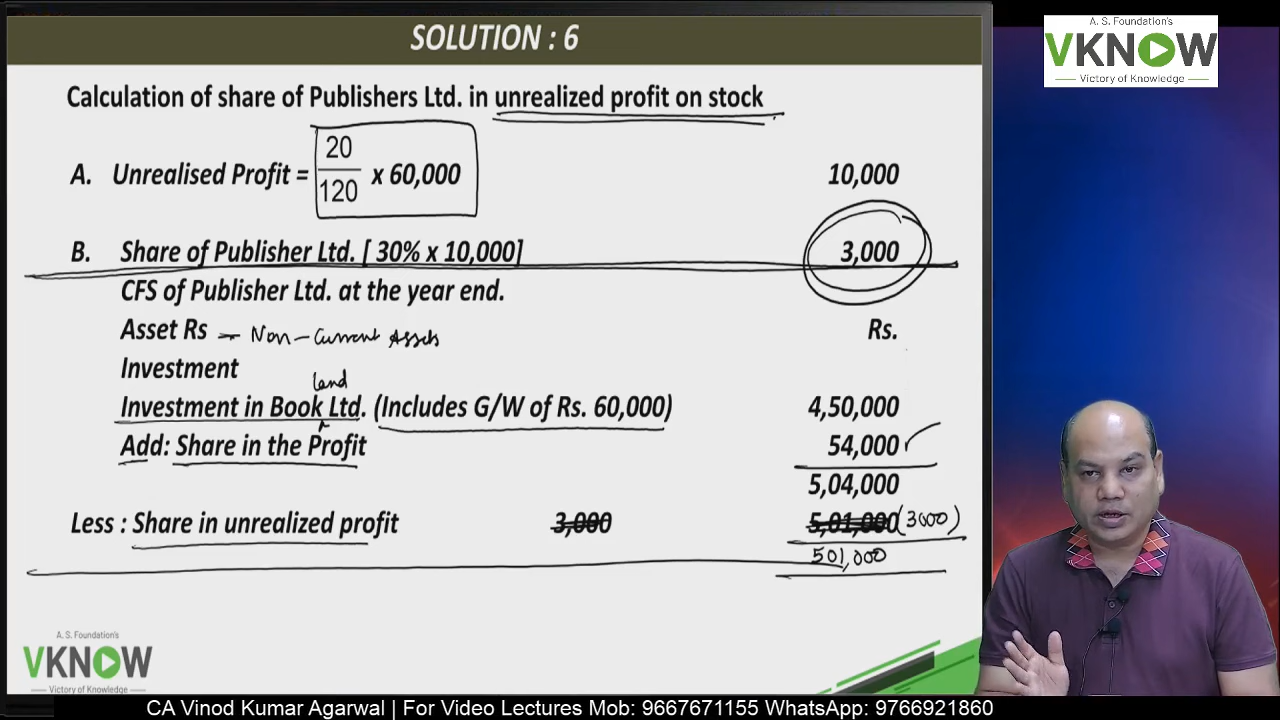 SOLUTION : 6
A. S. Foundation's
VKNOW
Victory of Knowledge
Calculation of share of Publishers Ltd. in unrealized profit on stock
A. Unrealised Profit = 20/120 x 60,000 10,000
B. Share of Publisher Ltd. [ 30% x 10,000] 3,000
CFS of Publisher Ltd. at the year end.
Asset Rs – Non-Current Assets Rs.
Investment
land
Investment in Book Ltd. (Includes G/W of Rs. 60,000) 4,50,000
Add: Share in the Profit 54,000
5,04,000
Less : Share in unrealized profit 3,000 5,01,000 (3000)
501,000
A. S. Foundation's
VKNOW
Victory of Knowledge
CA Vinod Kumar Agarwal | For Video Lectures Mob: 9667671155 WhatsApp: 9766921860